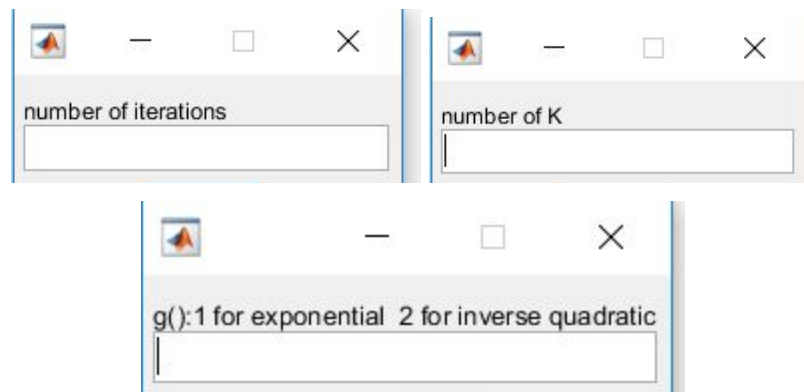 number of iterations
number of K
g():1 for exponential  2 for inverse quadratic